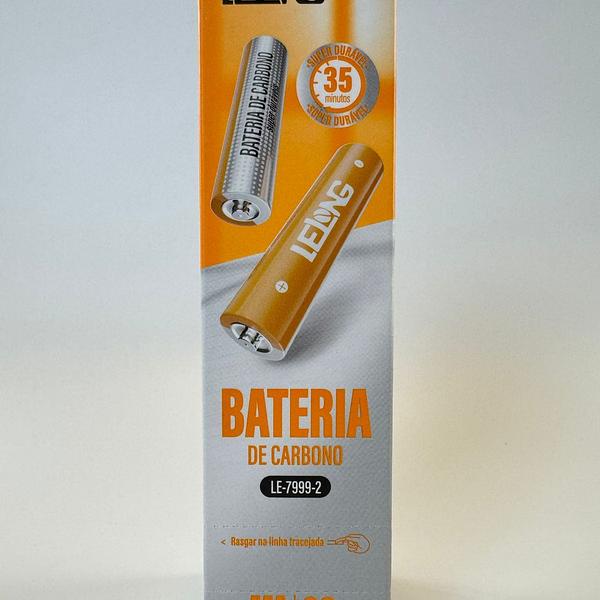 BATERIA DE CARBONO
SUPER DURÁVEL
35
minutos
SUPER DURÁVEL
LELONG
BATERIA
DE CARBONO
LE-7999-2
< Rasgar na linha tracejada